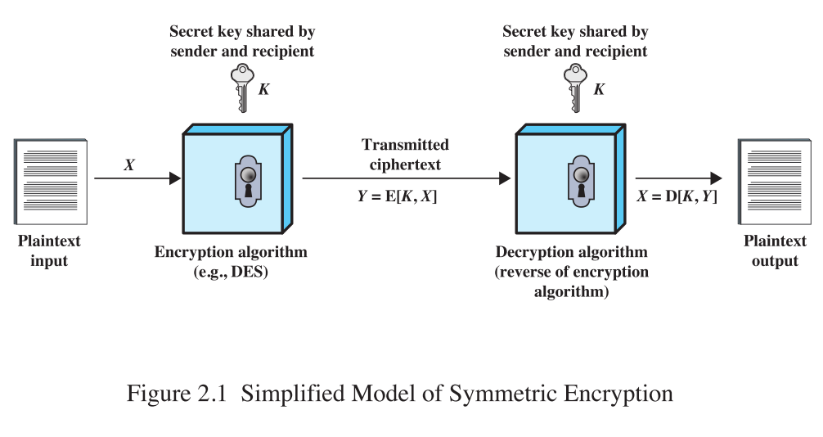 Secret key shared by
sender and recipient
K
Secret key shared by
sender and recipient
K
X
Transmitted
ciphertext
Y = E[K, X]
X = D[K, Y]
Plaintext
input
Encryption algorithm
(e.g., DES)
Decryption algorithm
(reverse of encryption
algorithm)
Plaintext
output
Figure 2.1 Simplified Model of Symmetric Encryption